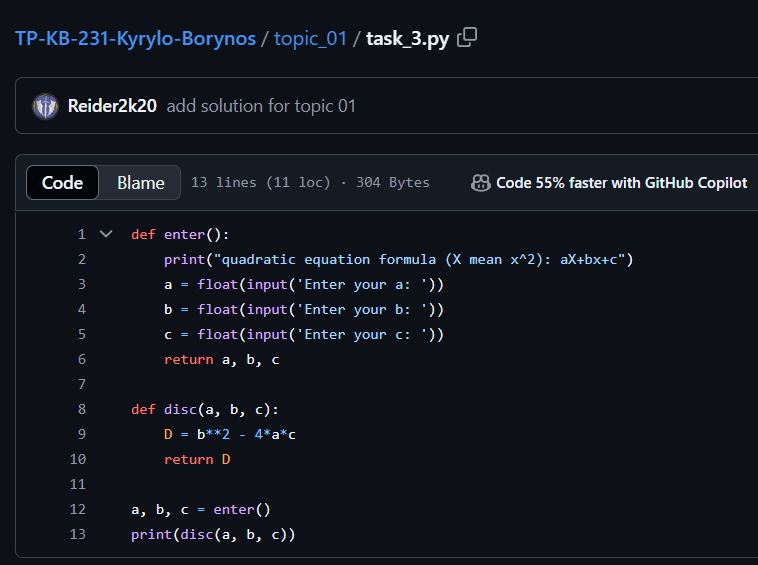 TP-KB-231-Kyrylo-Borynos / topic_01 / task_3.py
Reider2k20 add solution for topic 01
Code Blame 13 lines (11 loc) · 304 Bytes Code 55% faster with GitHub Copilot
1 def enter():
2     print("quadratic equation formula (X mean x^2): aX+bx+c")
3     a = float(input('Enter your a: '))
4     b = float(input('Enter your b: '))
5     c = float(input('Enter your c: '))
6     return a, b, c
7
8 def disc(a, b, c):
9     D = b**2 - 4*a*c
10     return D
11
12 a, b, c = enter()
13 print(disc(a, b, c))